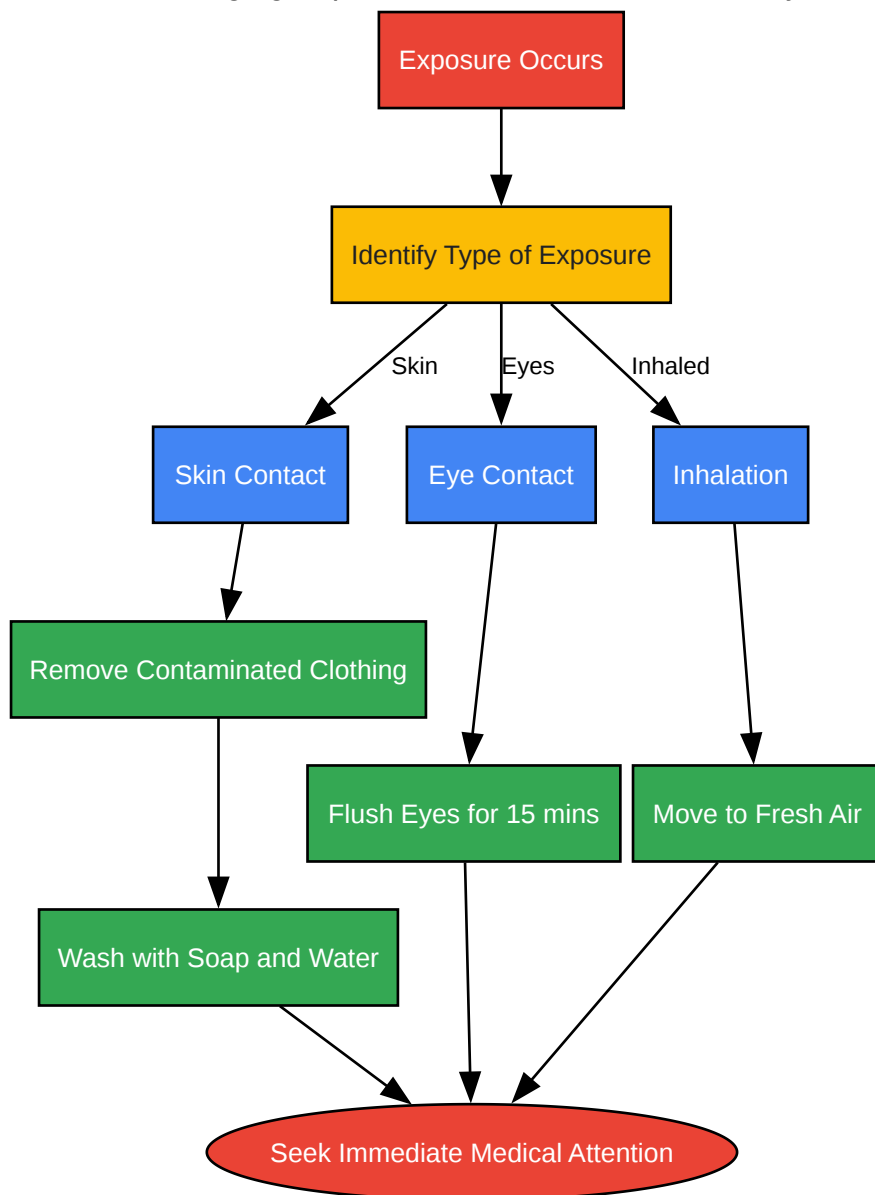 Exposure Occurs
Identify Type of Exposure
Skin
Eyes
Inhaled
Skin Contact
Eye Contact
Inhalation
Remove Contaminated Clothing
Flush Eyes for 15 mins
Move to Fresh Air
Wash with Soap and Water
Seek Immediate Medical Attention